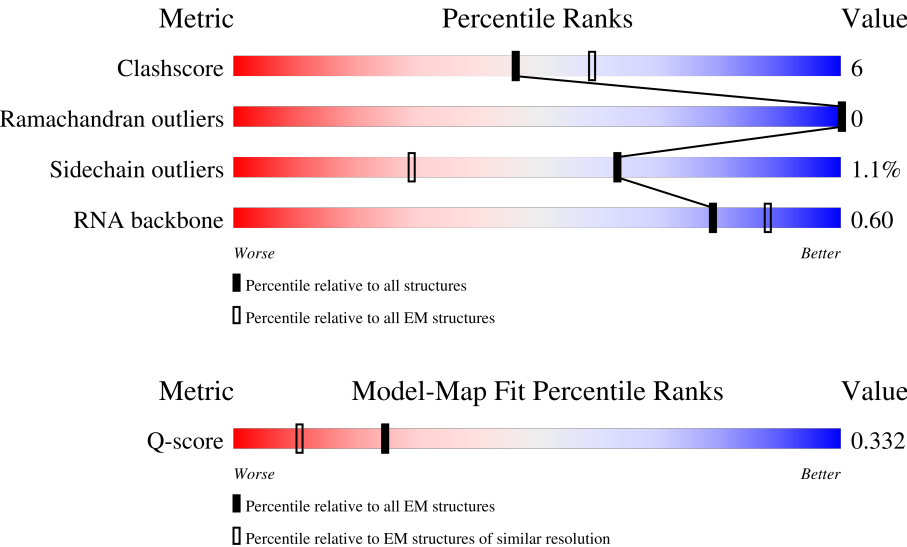 Metric Percentile Ranks Value
Clashscore 6
Ramachandran outliers 0
Sidechain outliers 1.1%
RNA backbone 0.60
Worse Better
Percentile relative to all structures
Percentile relative to all EM structures
Metric Model-Map Fit Percentile Ranks Value
Q-score 0.332
Worse Better
Percentile relative to all EM structures
Percentile relative to EM structures of similar resolution